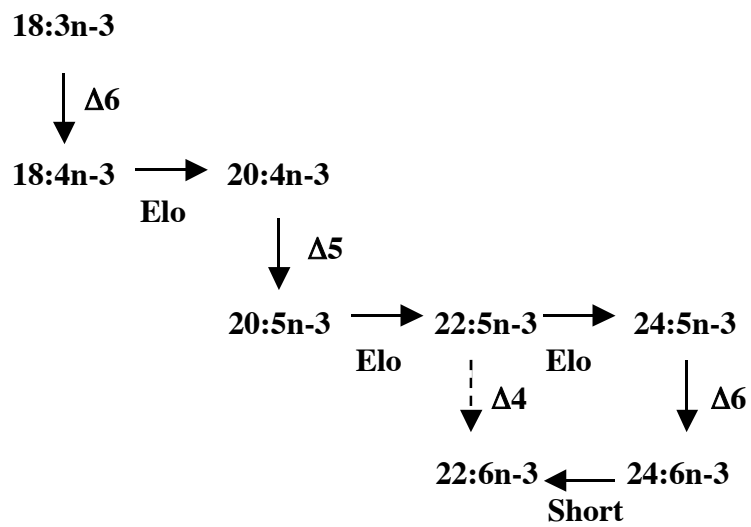 18:3n-3
Δ6
18:4n-3 20:4n-3
Elo
Δ5
20:5n-3 22:5n-3 24:5n-3
Elo Elo
Δ4 Δ6
22:6n-3 24:6n-3
Short